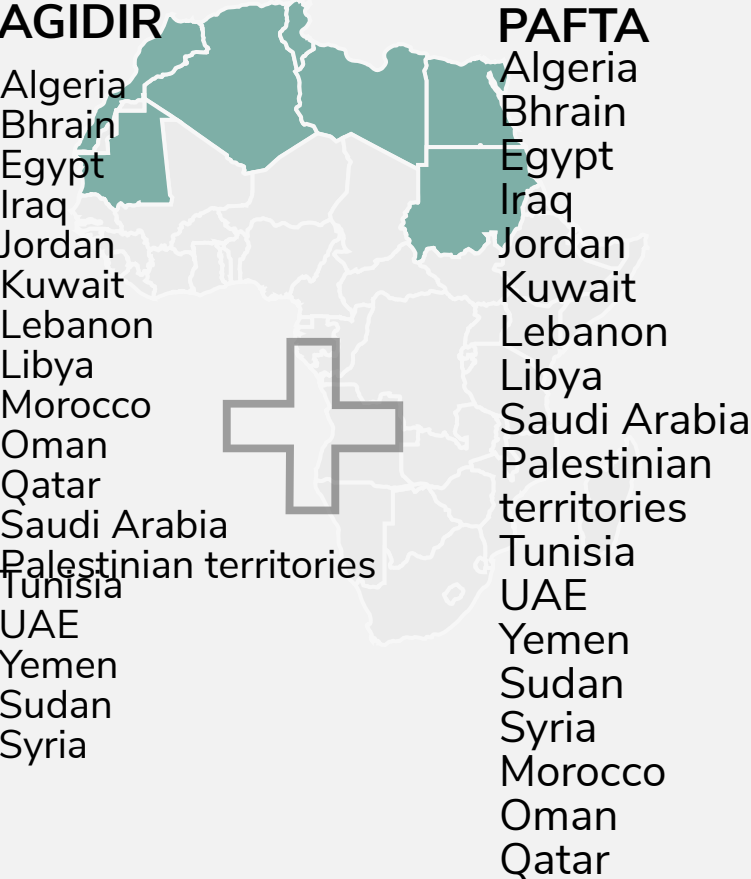 AGIDIR
Algeria
Bhrain
Egypt
Iraq
Jordan
Kuwait
Lebanon
Libya
Morocco
Oman
Qatar
Saudi Arabia
Palestinian territories
Tunisia
UAE
Yemen
Sudan
Syria
PAFTA
Algeria
Bhrain
Egypt
Iraq
Jordan
Kuwait
Lebanon
Libya
Saudi Arabia
Palestinian
territories
Tunisia
UAE
Yemen
Sudan
Syria
Morocco
Oman
Qatar